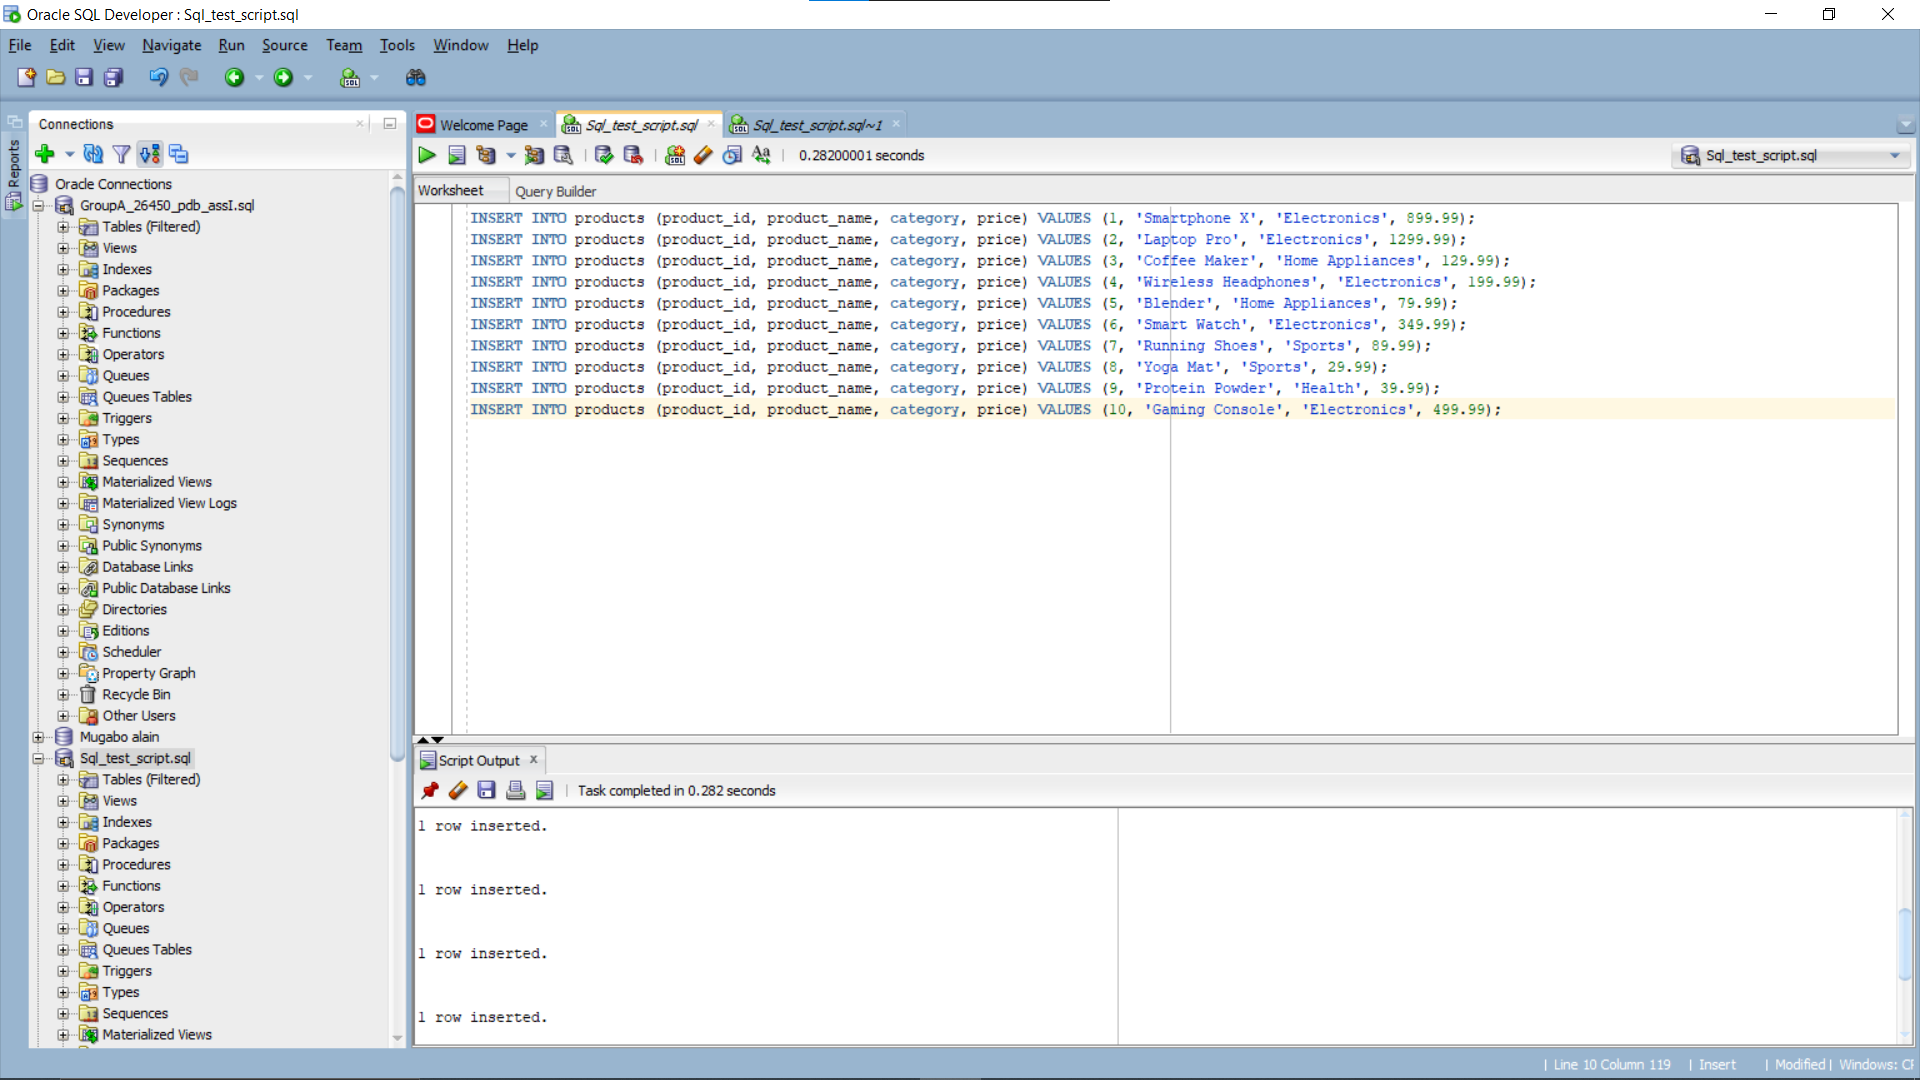 Oracle SQL Developer : Sql_test_script.sql
File Edit View Navigate Run Source Team Tools Window Help
Connections
Reports
Oracle Connections
GroupA_26450_pdb_assI.sql
Tables (Filtered)
Views
Indexes
Packages
Procedures
Functions
Operators
Queues
Queues Tables
Triggers
Types
Sequences
Materialized Views
Materialized View Logs
Synonyms
Public Synonyms
Database Links
Public Database Links
Directories
Editions
Scheduler
Property Graph
Recycle Bin
Other Users
Mugabo alain
Sql_test_script.sql
Tables (Filtered)
Views
Indexes
Packages
Procedures
Functions
Operators
Queues
Queues Tables
Triggers
Types
Sequences
Materialized Views
Welcome Page Sql_test_script.sql Sql_test_script.sql~1
0.28200001 seconds Sql_test_script.sql
Worksheet Query Builder
INSERT INTO products (product_id, product_name, category, price) VALUES (1, 'Smartphone X', 'Electronics', 899.99);
INSERT INTO products (product_id, product_name, category, price) VALUES (2, 'Laptop Pro', 'Electronics', 1299.99);
INSERT INTO products (product_id, product_name, category, price) VALUES (3, 'Coffee Maker', 'Home Appliances', 129.99);
INSERT INTO products (product_id, product_name, category, price) VALUES (4, 'Wireless Headphones', 'Electronics', 199.99);
INSERT INTO products (product_id, product_name, category, price) VALUES (5, 'Blender', 'Home Appliances', 79.99);
INSERT INTO products (product_id, product_name, category, price) VALUES (6, 'Smart Watch', 'Electronics', 349.99);
INSERT INTO products (product_id, product_name, category, price) VALUES (7, 'Running Shoes', 'Sports', 89.99);
INSERT INTO products (product_id, product_name, category, price) VALUES (8, 'Yoga Mat', 'Sports', 29.99);
INSERT INTO products (product_id, product_name, category, price) VALUES (9, 'Protein Powder', 'Health', 39.99);
INSERT INTO products (product_id, product_name, category, price) VALUES (10, 'Gaming Console', 'Electronics', 499.99);
Script Output
Task completed in 0.282 seconds
1 row inserted.
1 row inserted.
1 row inserted.
1 row inserted.
Line 10 Column 119 Insert Modified Windows: